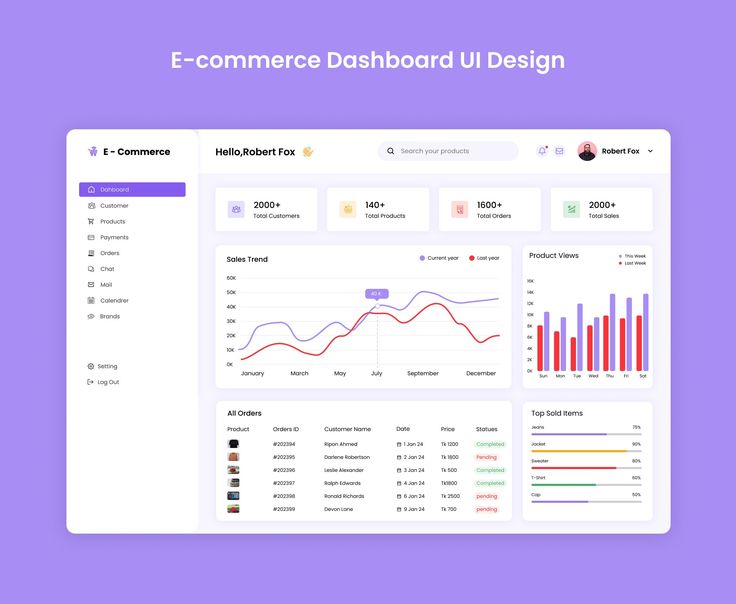 E-commerce Dashboard UI Design
E - Commerce
Dahboard
Customer
Products
Payments
Orders
Chat
Mail
Calendrer
Brands
Setting
Log Out
Hello,Robert Fox
Search your products
Robert Fox
2000+
Total Customers
140+
Total Products
1600+
Total Orders
2000+
Total Sales
Sales Trend
Current year
Last year
60K
50K
40K
30K
20K
10K
0K
40 K
January March May July September December
Product Views
This Week
Last Week
16K
14K
12K
10K
8K
6K
4K
2K
0K
Sun Mon Tue Wed Thu Fri Sat
All Orders
Product Orders ID Customer Name Date Price Statues
#202394 Ripon Ahmed 1 Jan 24 Tk 1200 Completed
#202395 Darlene Robertson 2 Jan 24 Tk 1800 Pending
#202396 Leslie Alexander 3 Jan 24 Tk 500 Completed
#202397 Ralph Edwards 4 Jan 24 Tk1800 Completed
#202398 Ronald Richards 6 Jan 24 Tk 2500 pending
#202399 Devon Lane 9 Jan 24 Tk 700 pending
Top Sold Items
Jeans 75%
Jacket 90%
Sweater 80%
T-Shirt 60%
Cap 50%